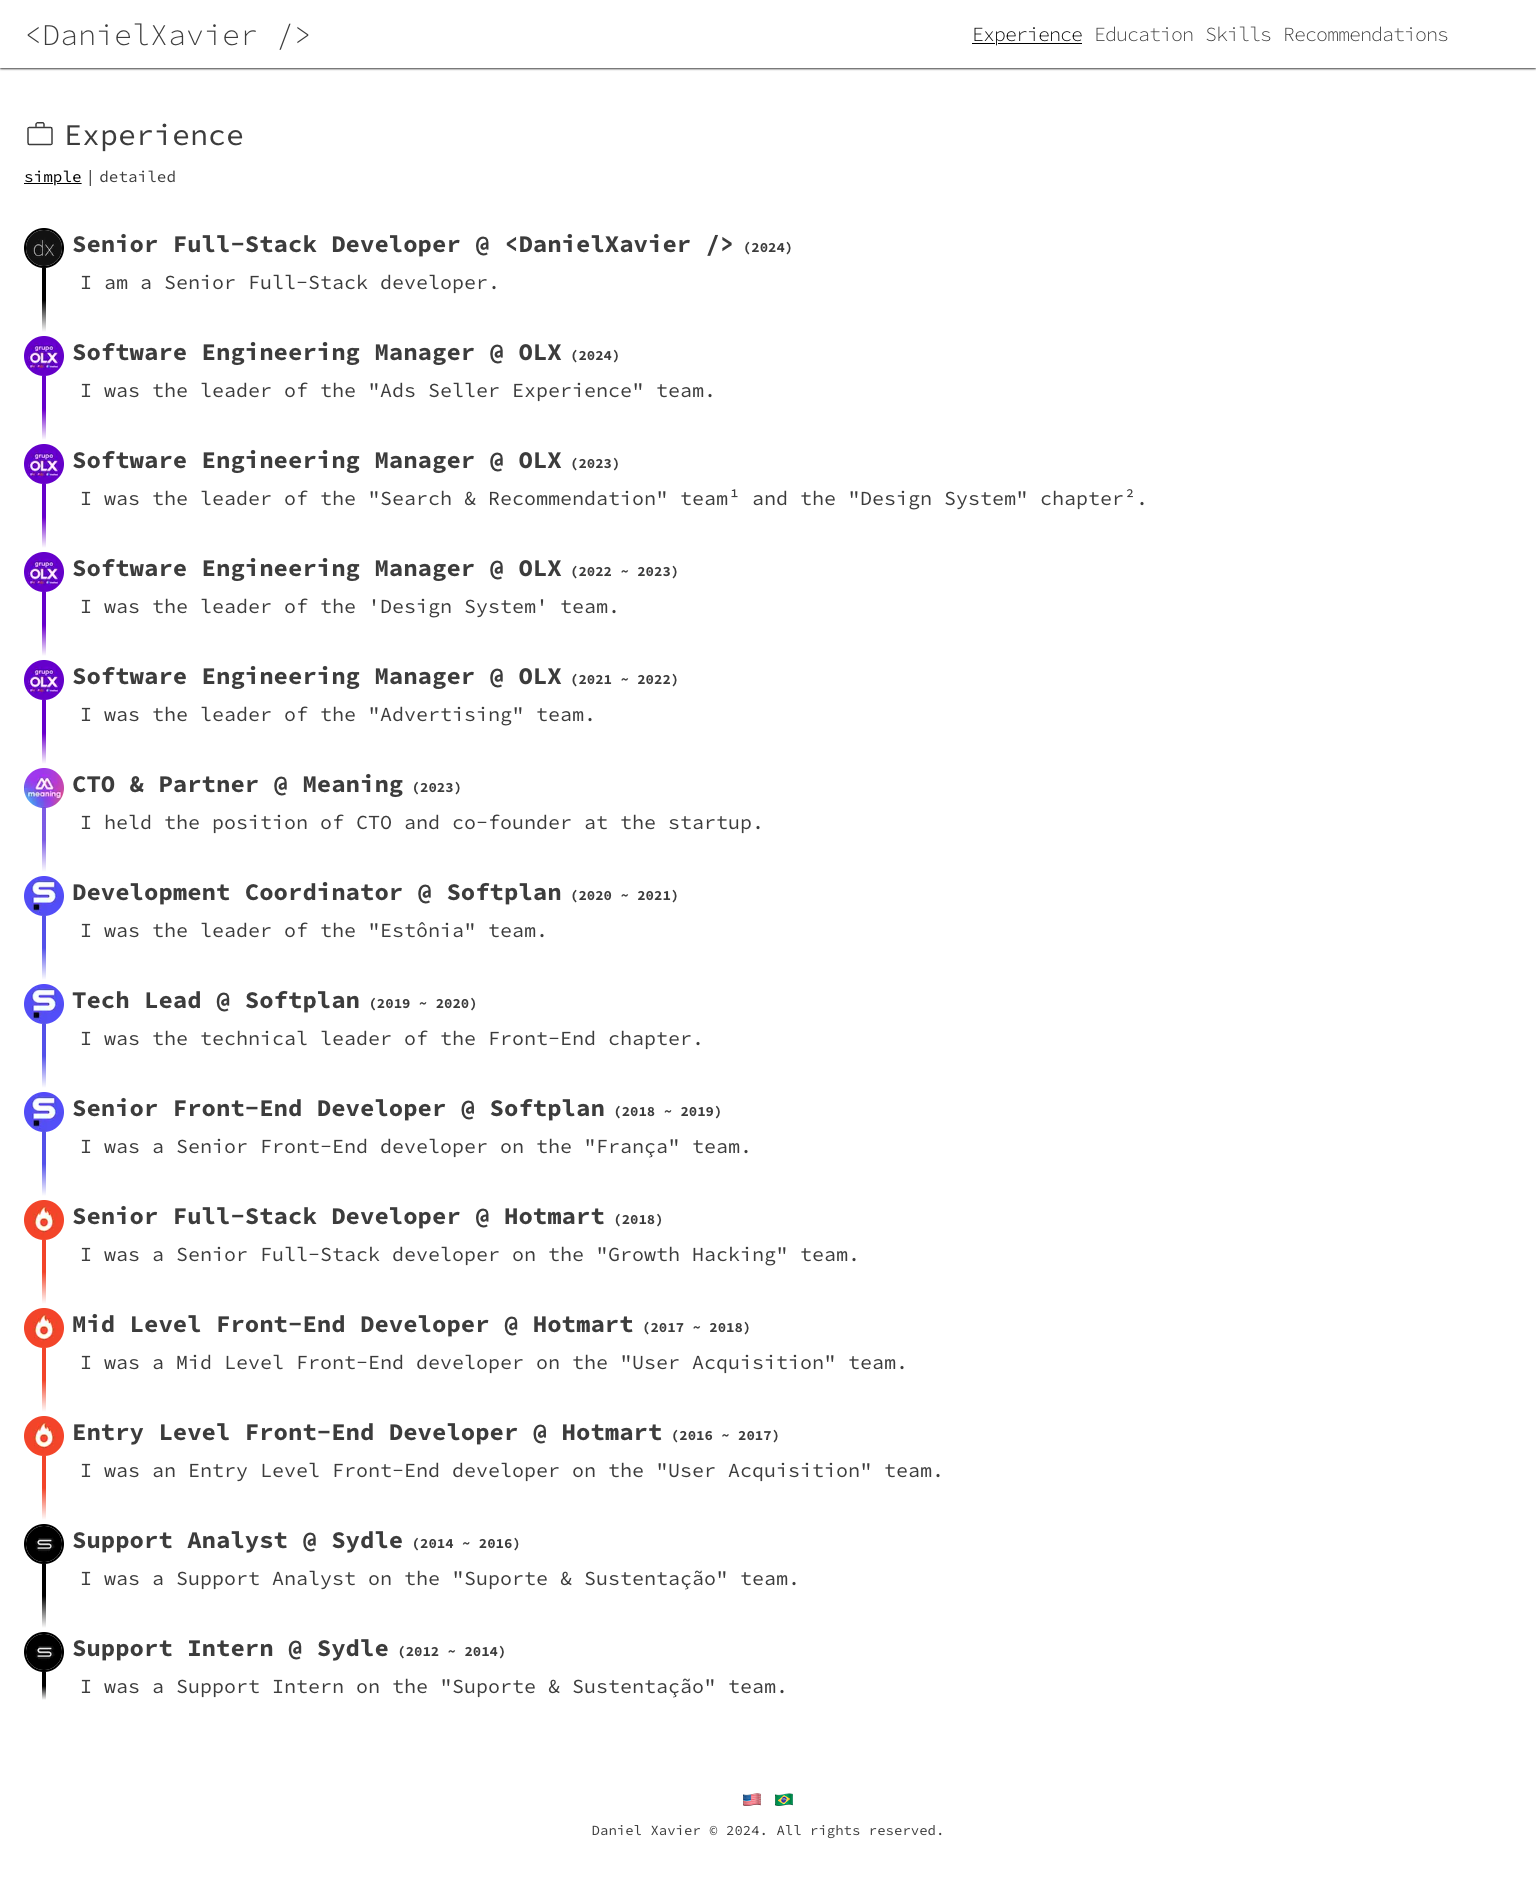 <DanielXavier />
Experience Education Skills Recommendations
Experience
simple | detailed
dx
Senior Full-Stack Developer @ <DanielXavier /> (2024)
I am a Senior Full-Stack developer.
grupo
OLX
Software Engineering Manager @ OLX (2024)
I was the leader of the "Ads Seller Experience" team.
grupo
OLX
Software Engineering Manager @ OLX (2023)
I was the leader of the "Search & Recommendation" team¹ and the "Design System" chapter².
grupo
OLX
Software Engineering Manager @ OLX (2022 ~ 2023)
I was the leader of the 'Design System' team.
grupo
OLX
Software Engineering Manager @ OLX (2021 ~ 2022)
I was the leader of the "Advertising" team.
meaning
CTO & Partner @ Meaning (2023)
I held the position of CTO and co-founder at the startup.
S
Development Coordinator @ Softplan (2020 ~ 2021)
I was the leader of the "Estônia" team.
S
Tech Lead @ Softplan (2019 ~ 2020)
I was the technical leader of the Front-End chapter.
S
Senior Front-End Developer @ Softplan (2018 ~ 2019)
I was a Senior Front-End developer on the "França" team.
Senior Full-Stack Developer @ Hotmart (2018)
I was a Senior Full-Stack developer on the "Growth Hacking" team.
Mid Level Front-End Developer @ Hotmart (2017 ~ 2018)
I was a Mid Level Front-End developer on the "User Acquisition" team.
Entry Level Front-End Developer @ Hotmart (2016 ~ 2017)
I was an Entry Level Front-End developer on the "User Acquisition" team.
S
Support Analyst @ Sydle (2014 ~ 2016)
I was a Support Analyst on the "Suporte & Sustentação" team.
S
Support Intern @ Sydle (2012 ~ 2014)
I was a Support Intern on the "Suporte & Sustentação" team.
Daniel Xavier © 2024. All rights reserved.